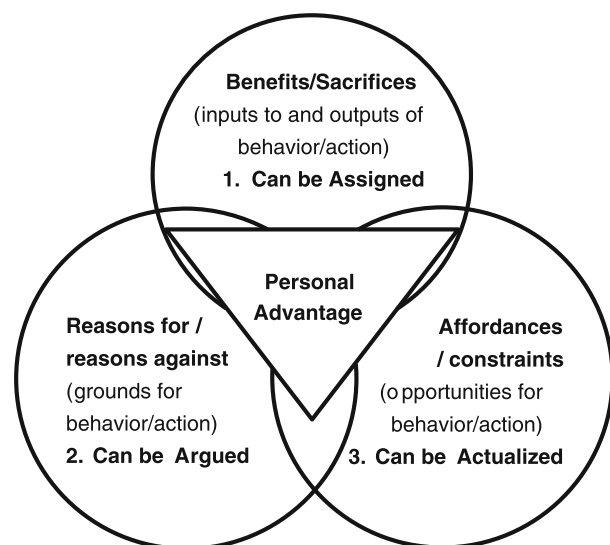 Benefits/Sacrifices
(inputs to and outputs of
behavior/action)
1. Can be Assigned
Personal
Advantage
Reasons for /
reasons against
(grounds for
behavior/action)
2. Can be Argued
Affordances
/ constraints
(opportunities for
behavior/action)
3. Can be Actualized